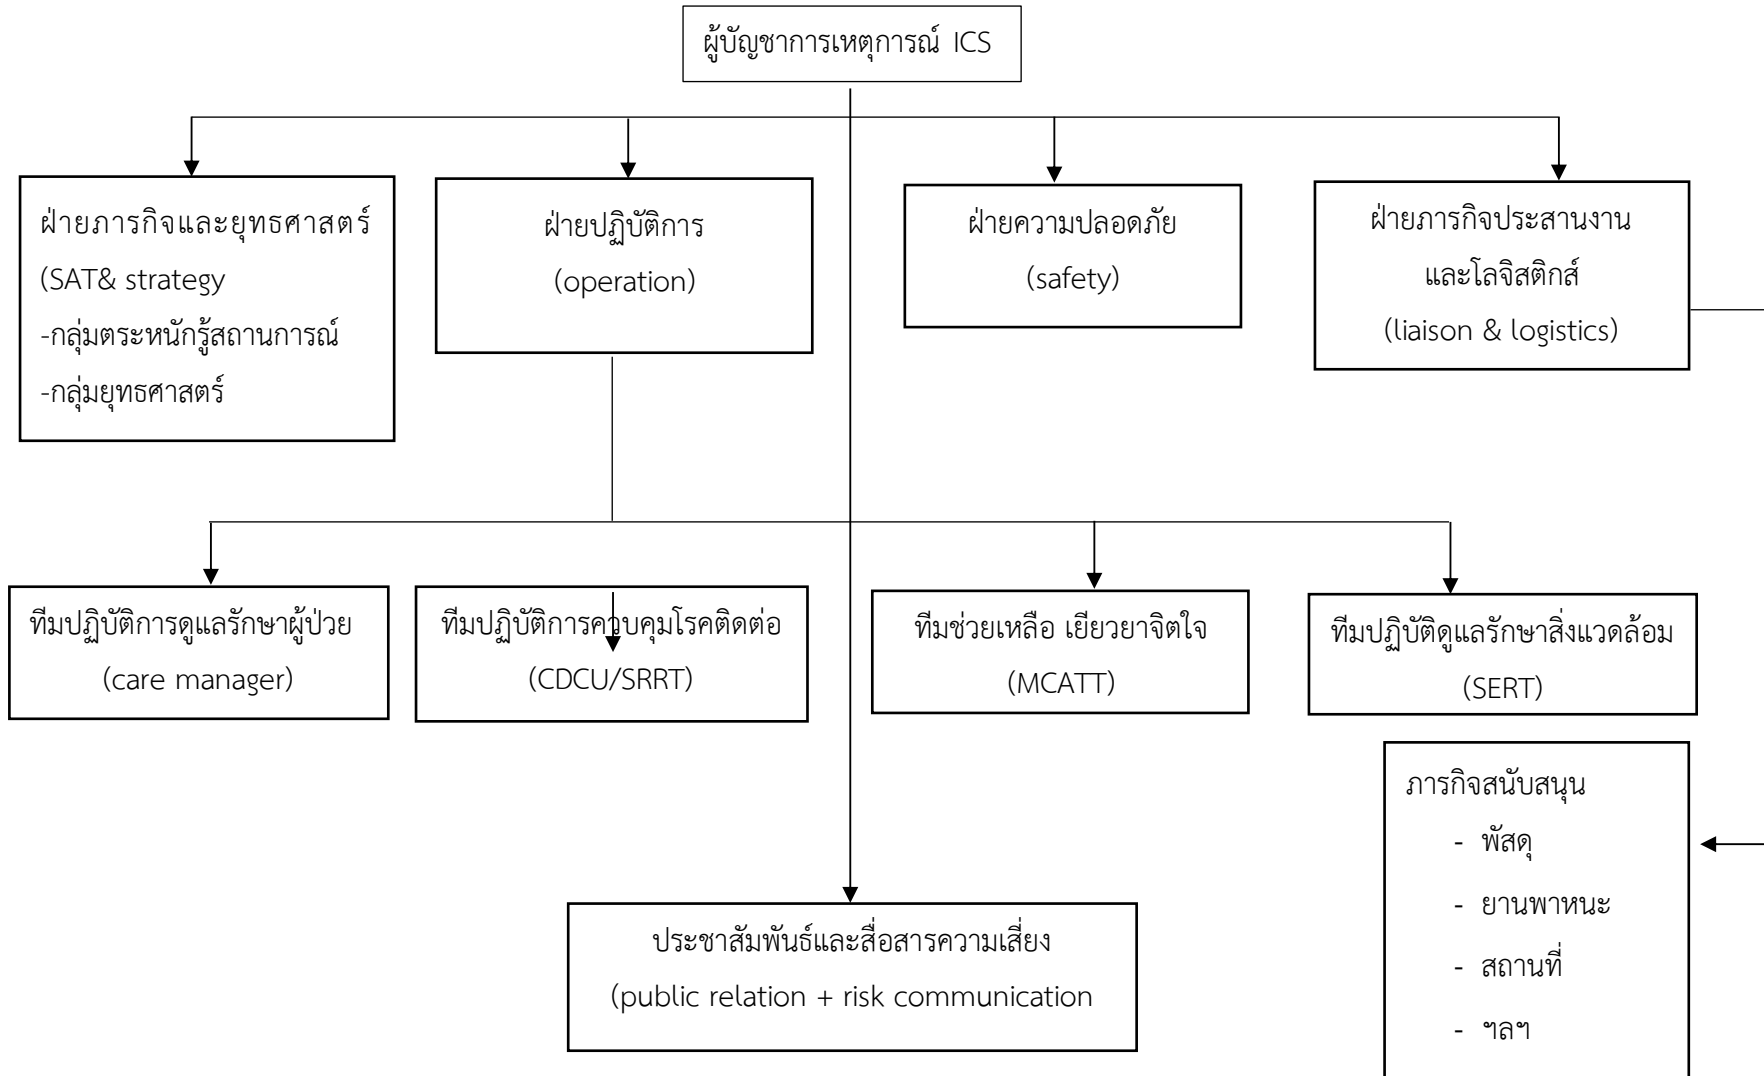 ผู้บัญชาการเหตุการณ์ ICS
ฝ่ายภารกิจและยุทธศาสตร์
(SAT& strategy
-กลุ่มตระหนักรู้สถานการณ์
-กลุ่มยุทธศาสตร์
ฝ่ายปฏิบัติการ
(operation)
ฝ่ายความปลอดภัย
(safety)
ฝ่ายภารกิจประสานงาน
และโลจิสติกส์
(liaison & logistics)
ทีมปฏิบัติการดูแลรักษาผู้ป่วย
(care manager)
ทีมปฏิบัติการควบคุมโรคติดต่อ
(CDCU/SRRT)
ทีมช่วยเหลือ เยียวยาจิตใจ
(MCATT)
ทีมปฏิบัติดูแลรักษาสิ่งแวดล้อม
(SERT)
ภารกิจสนับสนุน
- พัสดุ
- ยานพาหนะ
- สถานที่
- ฯลฯ
ประชาสัมพันธ์และสื่อสารความเสี่ยง
(public relation + risk communication